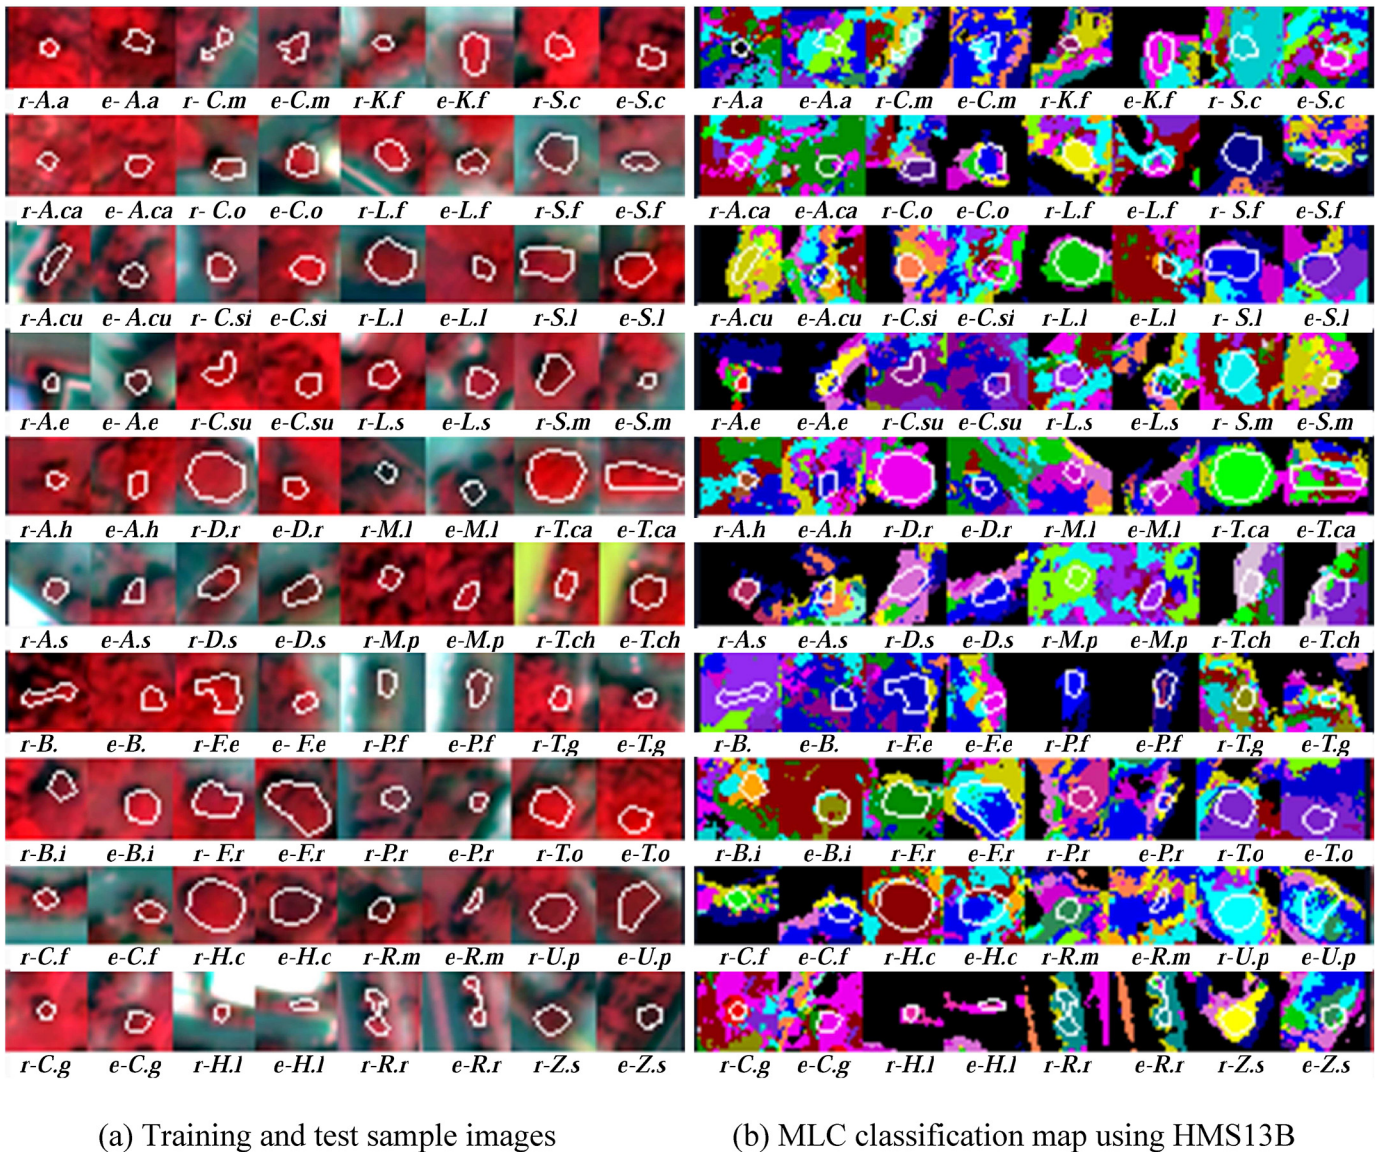 r-A.a e- A.a r- C.m e-C.m r-K.f e-K.f r-S.c e-S.c r-A.a e-A.a r-C.m e-C.m r-K.f e-K.f r- S.c e-S.c
r-A.ca e- A.ca r- C.o e-C.o r-L.f e-L.f r-S.f e-S.f r-A.ca e-A.ca r-C.o e-C.o r-L.f e-L.f r- S.f e-S.f
r-A.cu e- A.cu r- C.si e-C.si r-L.l e-L.l r-S.l e-S.l r-A.cu e-A.cu r-C.si e-C.si r-L.l e-L.l r- S.l e-S.l
r-A.e e- A.e r-C.su e-C.su r-L.s e-L.s r-S.m e-S.m r-A.e e-A.e r-C.su e-C.su r-L.s e-L.s r- S.m e-S.m
r-A.h e-A.h r-D.r e-D.r r-M.l e-M.l r-T.ca e-T.ca r-A.h e-A.h r-D.r e-D.r r-M.l e-M.l r-T.ca e-T.ca
r-A.s e-A.s r-D.s e-D.s r-M.p e-M.p r-T.ch e-T.ch r-A.s e-A.s r-D.s e-D.s r-M.p e-M.p r-T.ch e-T.ch
r-B. e-B. r-F.e e- F.e r-P.f e-P.f r-T.g e-T.g r-B. e-B. r-F.e e-F.e r-P.f e-P.f r-T.g e-T.g
r-B.i e-B.i r- F.r e-F.r r-P.r e-P.r r-T.o e-T.o r-B.i e-B.i r-F.r e-F.r r-P.r e-P.r r-T.o e-T.o
r-C.f e-C.f r-H.c e-H.c r-R.m e-R.m r-U.p e-U.p r-C.f e-C.f r-H.c e-H.c r-R.m e-R.m r-U.p e-U.p
r-C.g e-C.g r-H.l e-H.l r-R.r e-R.r r-Z.s e-Z.s r-C.g e-C.g r-H.l e-H.l r-R.r e-R.r r-Z.s e-Z.s
(a) Training and test sample images (b) MLC classification map using HMS13B